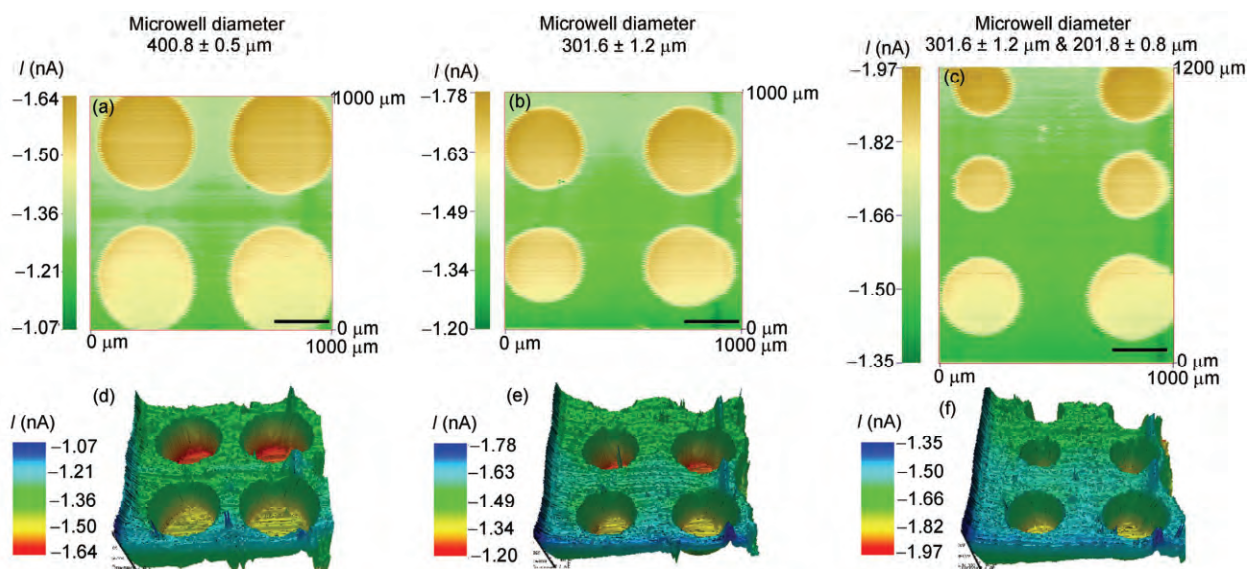 Microwell diameter
400.8 ± 0.5 μm
Microwell diameter
301.6 ± 1.2 μm
Microwell diameter
301.6 ± 1.2 μm & 201.8 ± 0.8 μm
I (nA)
−1.64
−1.50
−1.36
−1.21
−1.07
(a)
1000 μm
0 μm
0 μm
1000 μm
I (nA)
−1.78
−1.63
−1.49
−1.34
−1.20
(b)
1000 μm
0 μm
0 μm
1000 μm
I (nA)
−1.97
−1.82
−1.66
−1.50
−1.35
(c)
1200 μm
0 μm
0 μm
1000 μm
(d)
I (nA)
−1.07
−1.21
−1.36
−1.50
−1.64
(e)
I (nA)
−1.78
−1.63
−1.49
−1.34
−1.20
(f)
I (nA)
−1.35
−1.50
−1.66
−1.82
−1.97